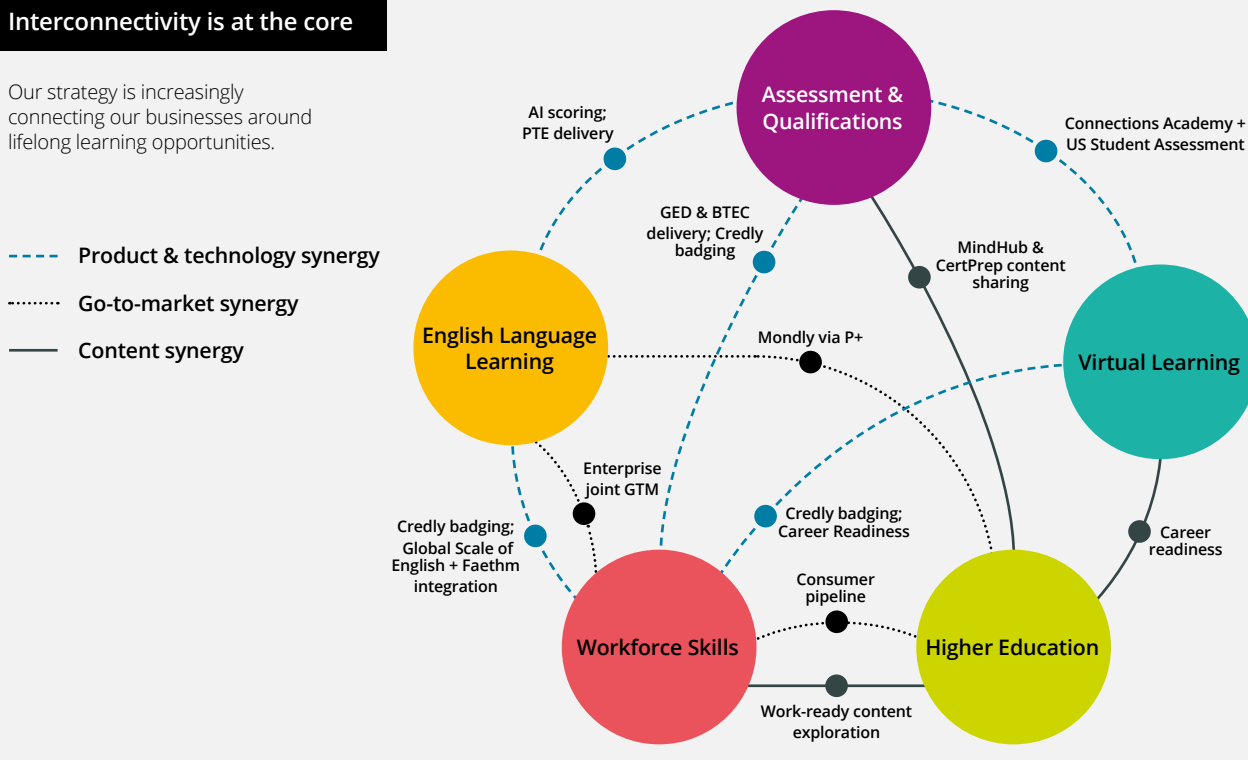 Interconnectivity is at the core
Our strategy is increasingly
connecting our businesses around
lifelong learning opportunities.
Product & technology synergy
Go-to-market synergy
Content synergy
Assessment &
Qualifications
AI scoring;
PTE delivery
Connections Academy +
US Student Assessment
GED & BTEC
delivery; Credly
badging
MindHub &
CertPrep content
sharing
English Language
Learning
Mondly via P+
Virtual Learning
Enterprise
joint GTM
Credly badging;
Global Scale of
English + Faethm
integration
Credly badging;
Career Readiness
Career
readiness
Consumer
pipeline
Workforce Skills
Higher Education
Work-ready content
exploration